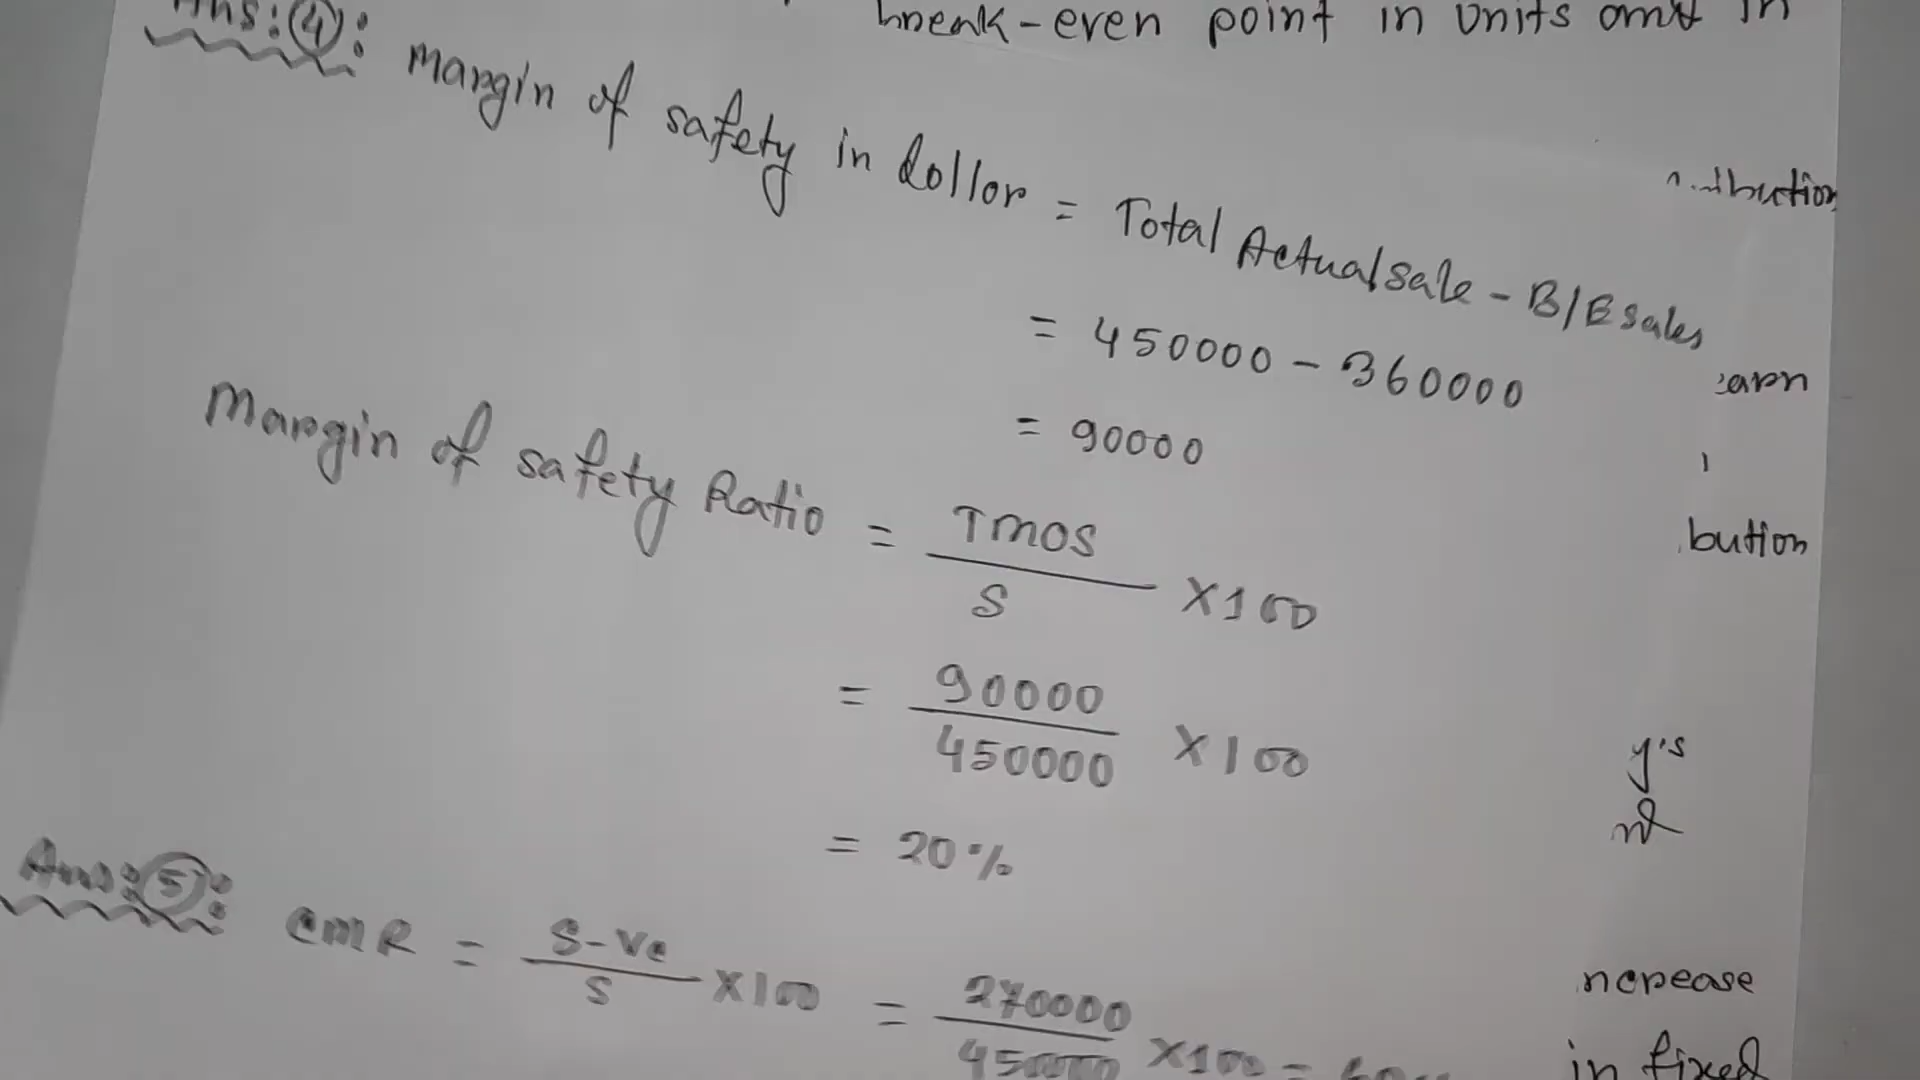 Ans:④:
break-even point in units and in
Margin of safety in dollor = Total Actual sale - B/E sales
= 450000 - 360000
= 90000
Margin of safety Ratio = TMOS / S X100
= 90000 / 450000 X100
= 20%
Ans:⑤: CMR = S-VC / S X100 = 270000 / 450000 X100 =
bution
y's
ncrease
in fixed